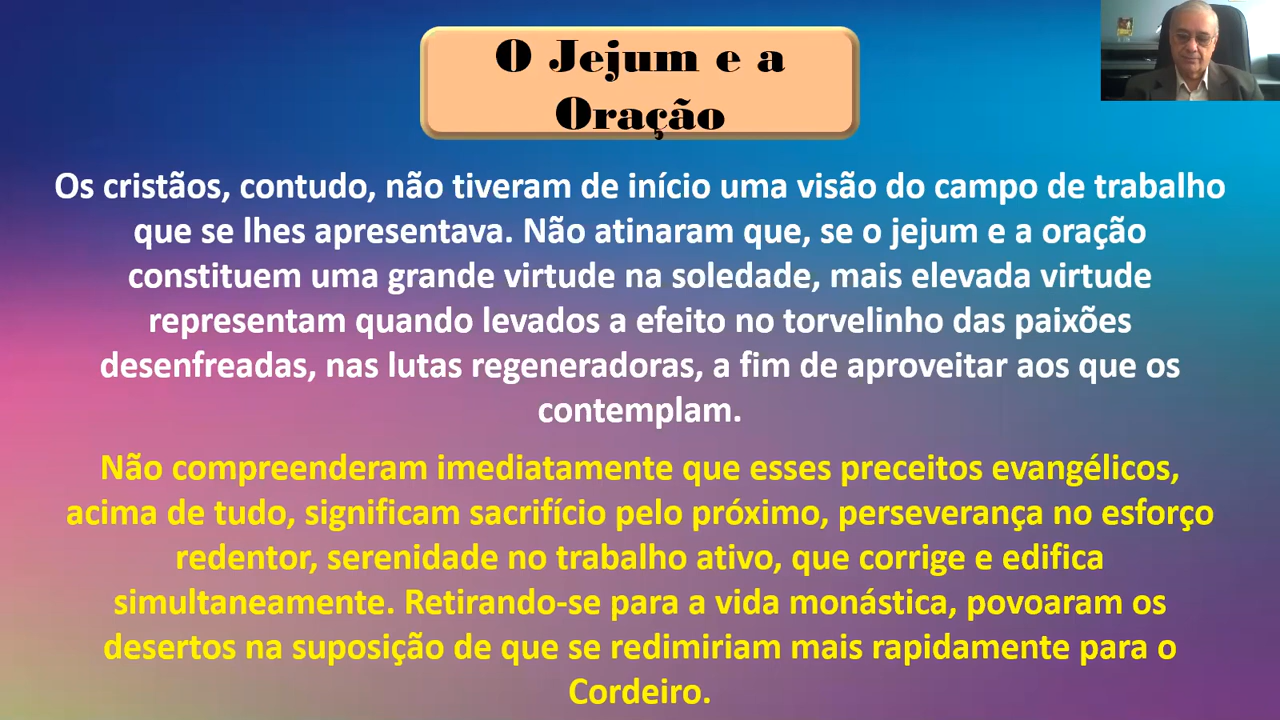 O Jejum e a
Oração
Os cristãos, contudo, não tiveram de início uma visão do campo de trabalho
que se lhes apresentava. Não atinaram que, se o jejum e a oração
constituem uma grande virtude na soledade, mais elevada virtude
representam quando levados a efeito no torvelinho das paixões
desenfreadas, nas lutas regeneradoras, a fim de aproveitar aos que os
contemplam.
Não compreenderam imediatamente que esses preceitos evangélicos,
acima de tudo, significam sacrifício pelo próximo, perseverança no esforço
redentor, serenidade no trabalho ativo, que corrige e edifica
simultaneamente. Retirando-se para a vida monástica, povoaram os
desertos na suposição de que se redimiriam mais rapidamente para o
Cordeiro.